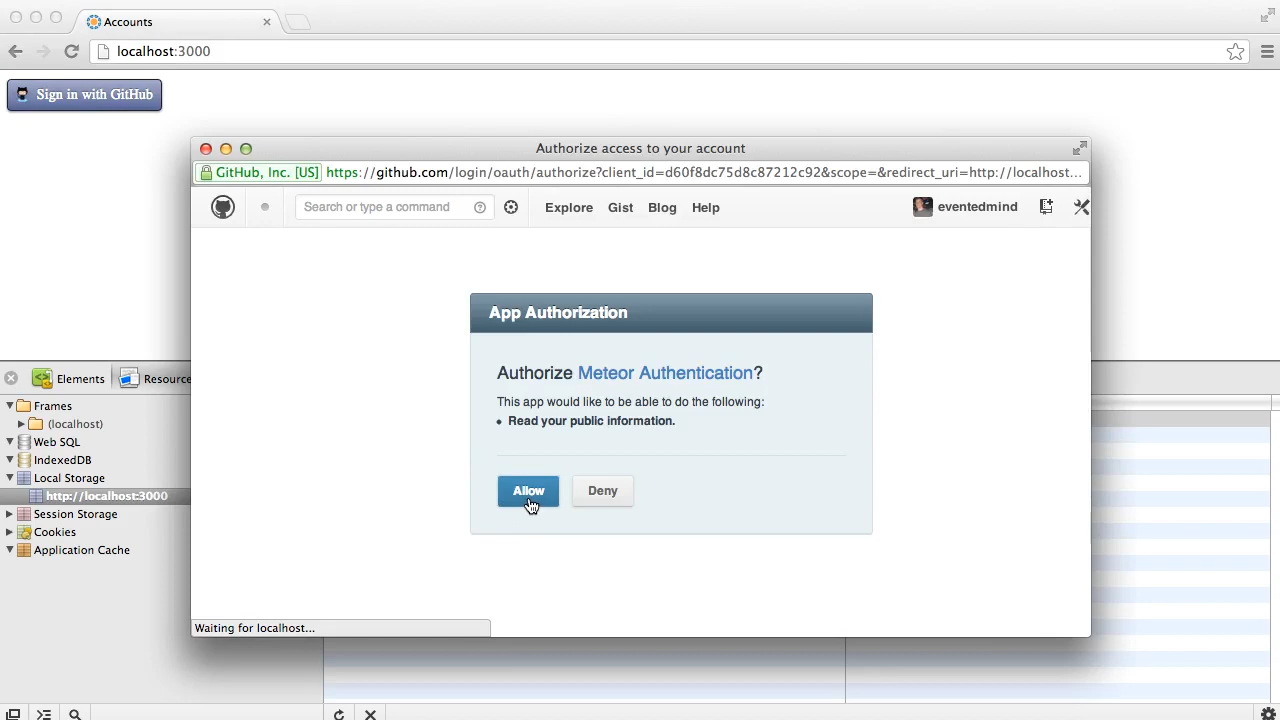 Accounts
localhost:3000
Sign in with GitHub
Authorize access to your account
GitHub, Inc. [US] https://github.com/login/oauth/authorize?client_id=d60f8dc75d8c87212c92&scope=&redirect_uri=http://localhost...
Search or type a command
Explore Gist Blog Help
eventedmind
App Authorization
Authorize Meteor Authentication?
This app would like to be able to do the following:
• Read your public information.
Allow Deny
Waiting for localhost...
Elements Resource
Frames
(localhost)
Web SQL
IndexedDB
Local Storage
http://localhost:3000
Session Storage
Cookies
Application Cache